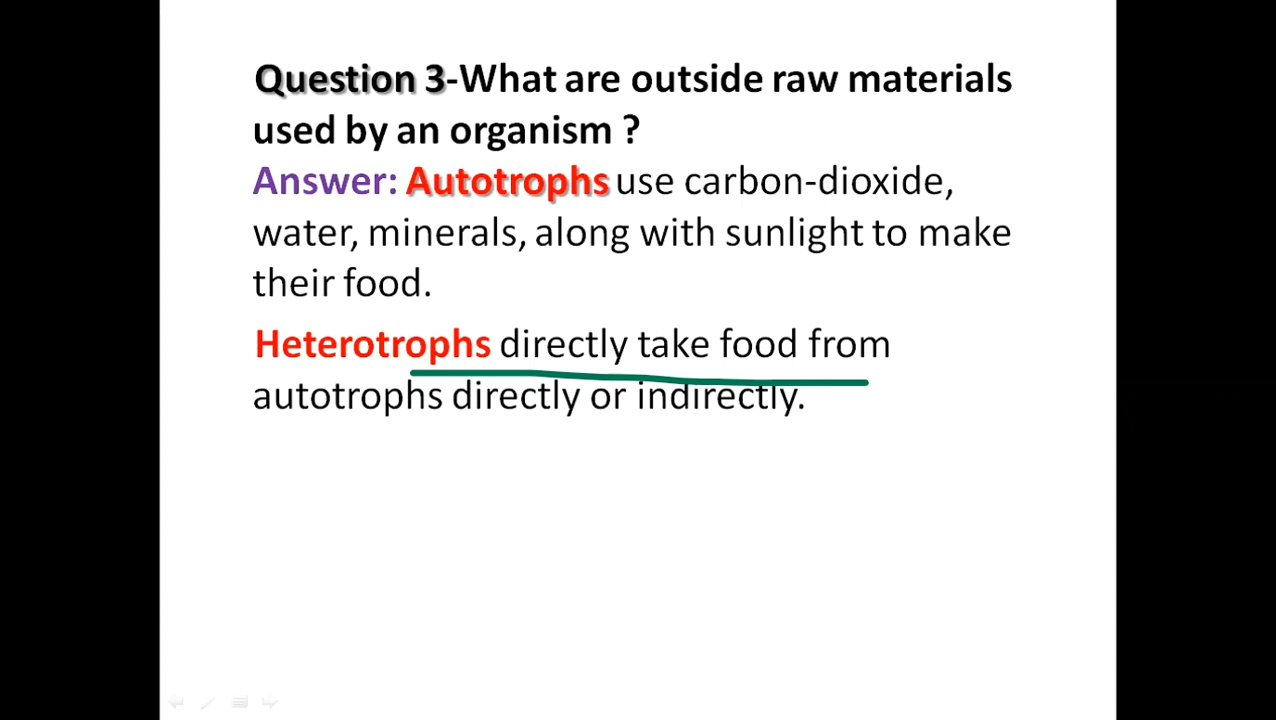 Question 3-What are outside raw materials
used by an organism ?
Answer: Autotrophs use carbon-dioxide,
water, minerals, along with sunlight to make
their food.
Heterotrophs directly take food from
autotrophs directly or indirectly.